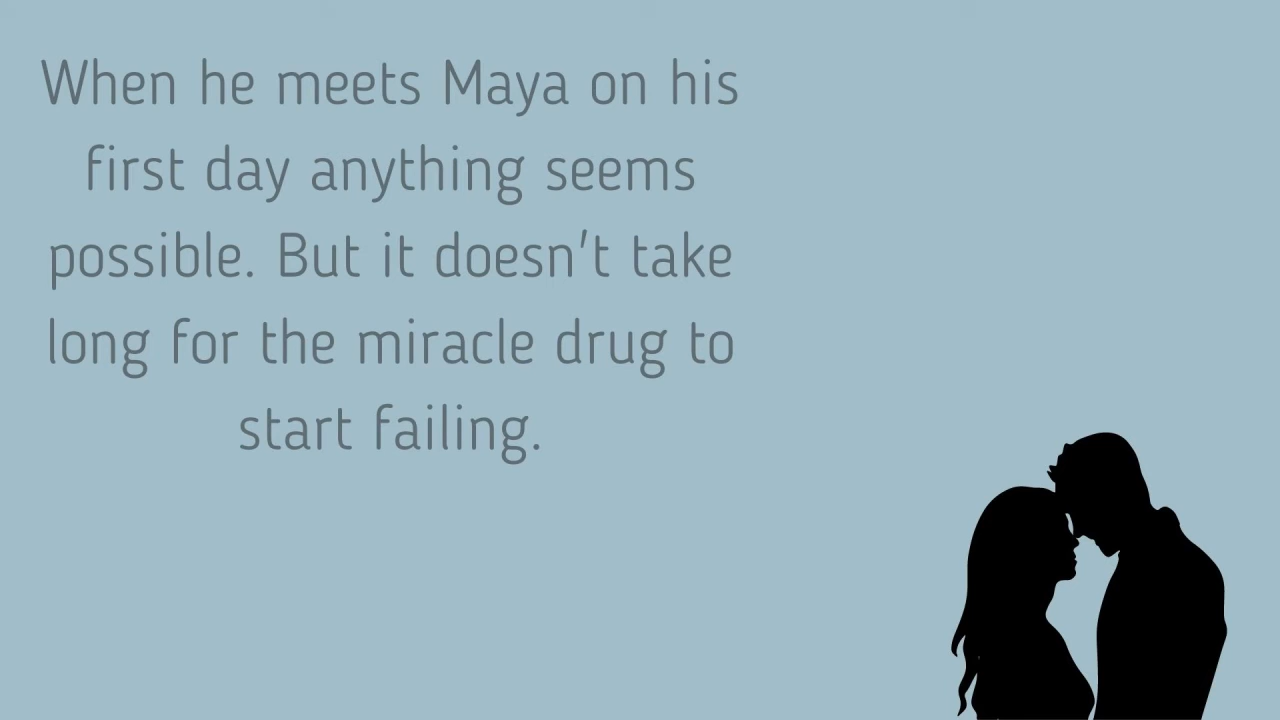 When he meets Maya on his
first day anything seems
possible. But it doesn't take
long for the miracle drug to
start failing.